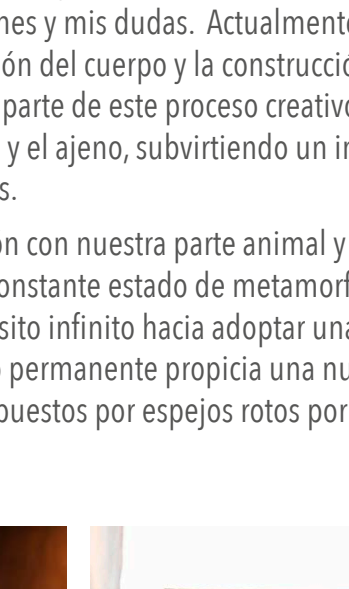 nes y mis dudas. Actualmente
ón del cuerpo y la construcció
parte de este proceso creativo
y el ajeno, subvirtiendo un i
s.
n con nuestra parte animal y
onstante estado de metamorf
sito infinito hacia adoptar una
permanente propicia una nu
puestos por espejos rotos por